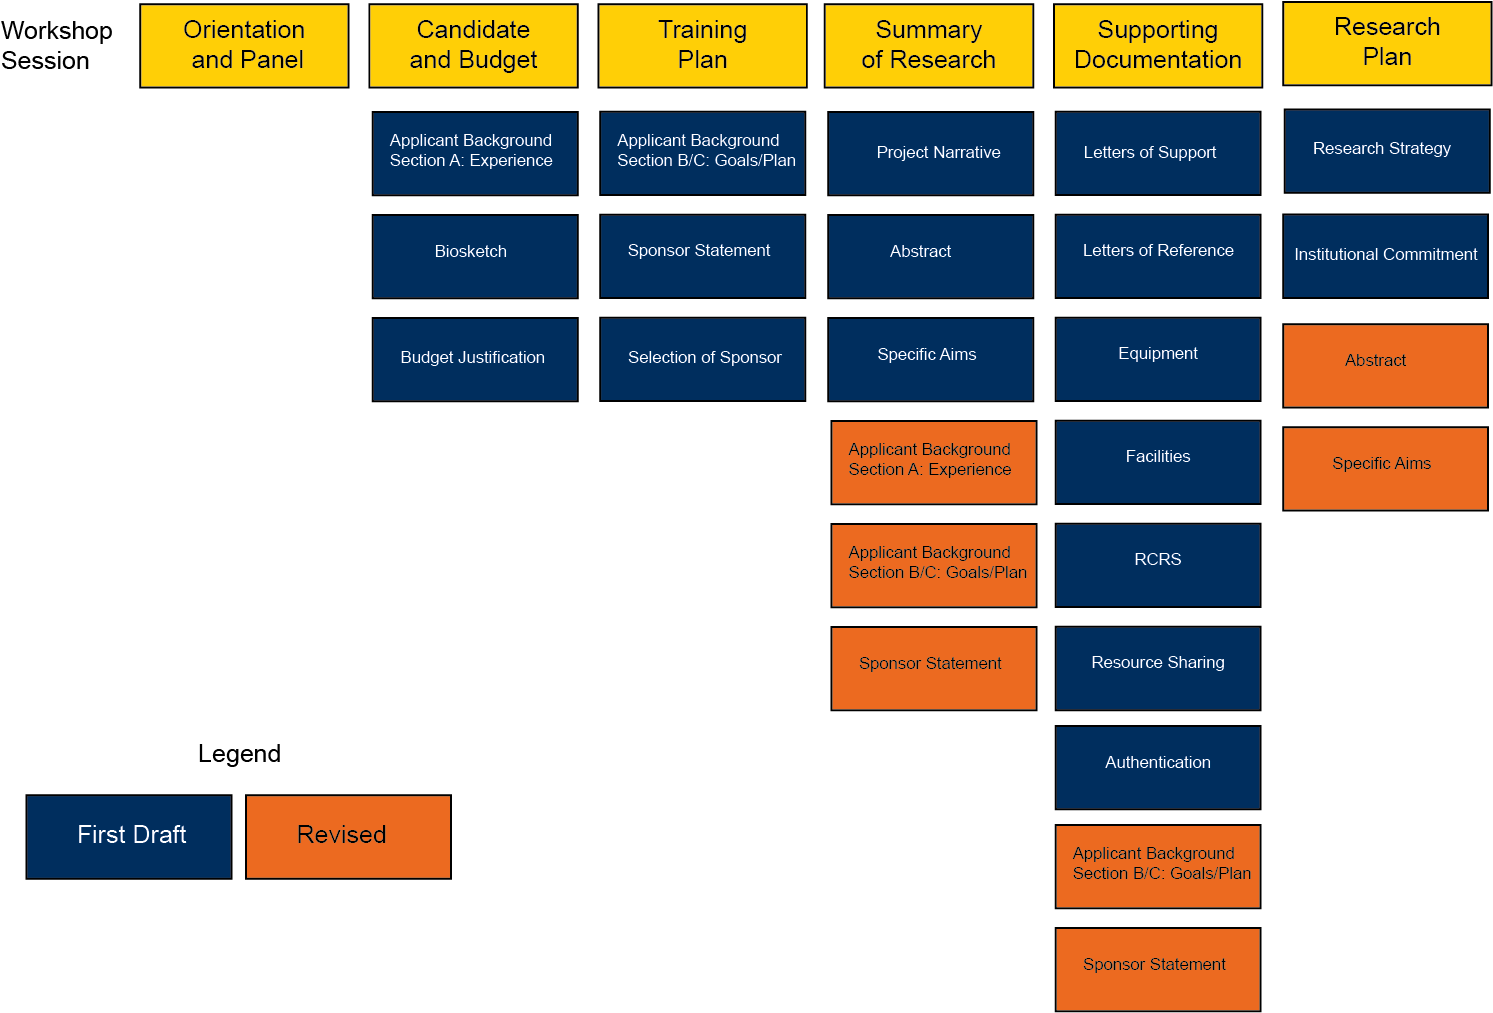 Workshop
Session
Orientation
and Panel
Candidate
and Budget
Training
Plan
Summary
of Research
Supporting
Documentation
Research
Plan
Applicant Background
Section A: Experience
Biosketch
Budget Justification
Applicant Background
Section B/C: Goals/Plan
Sponsor Statement
Selection of Sponsor
Project Narrative
Abstract
Specific Aims
Applicant Background
Section A: Experience
Applicant Background
Section B/C: Goals/Plan
Sponsor Statement
Letters of Support
Letters of Reference
Equipment
Facilities
RCRS
Resource Sharing
Authentication
Applicant Background
Section B/C: Goals/Plan
Sponsor Statement
Research Strategy
Institutional Commitment
Abstract
Specific Aims
Legend
First Draft
Revised